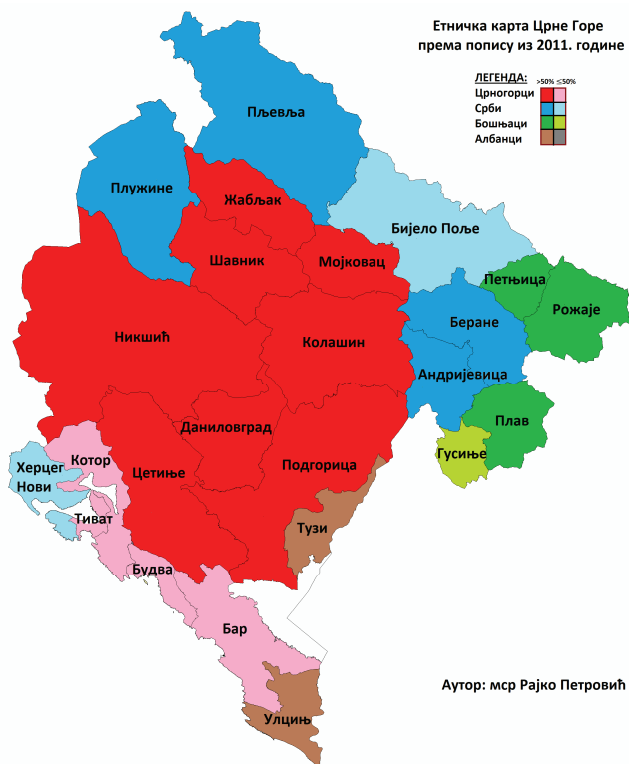 Етничка карта Црне Горе
према попису из 2011. године
ЛЕГЕНДА: >50% ≤50%
Црногорци
Срби
Бошњаци
Албанци
Пљевља
Плужине
Жабљак
Бијело Поље
Шавник
Мојковац
Петњица
Рожаје
Беране
Никшић
Колашин
Андријевица
Плав
Даниловград
Гусиње
Котор
Херцег
Нови
Цетиње
Подгорица
Тиват
Тузи
Будва
Бар
Аутор: мср Рајко Петровић
Улцињ